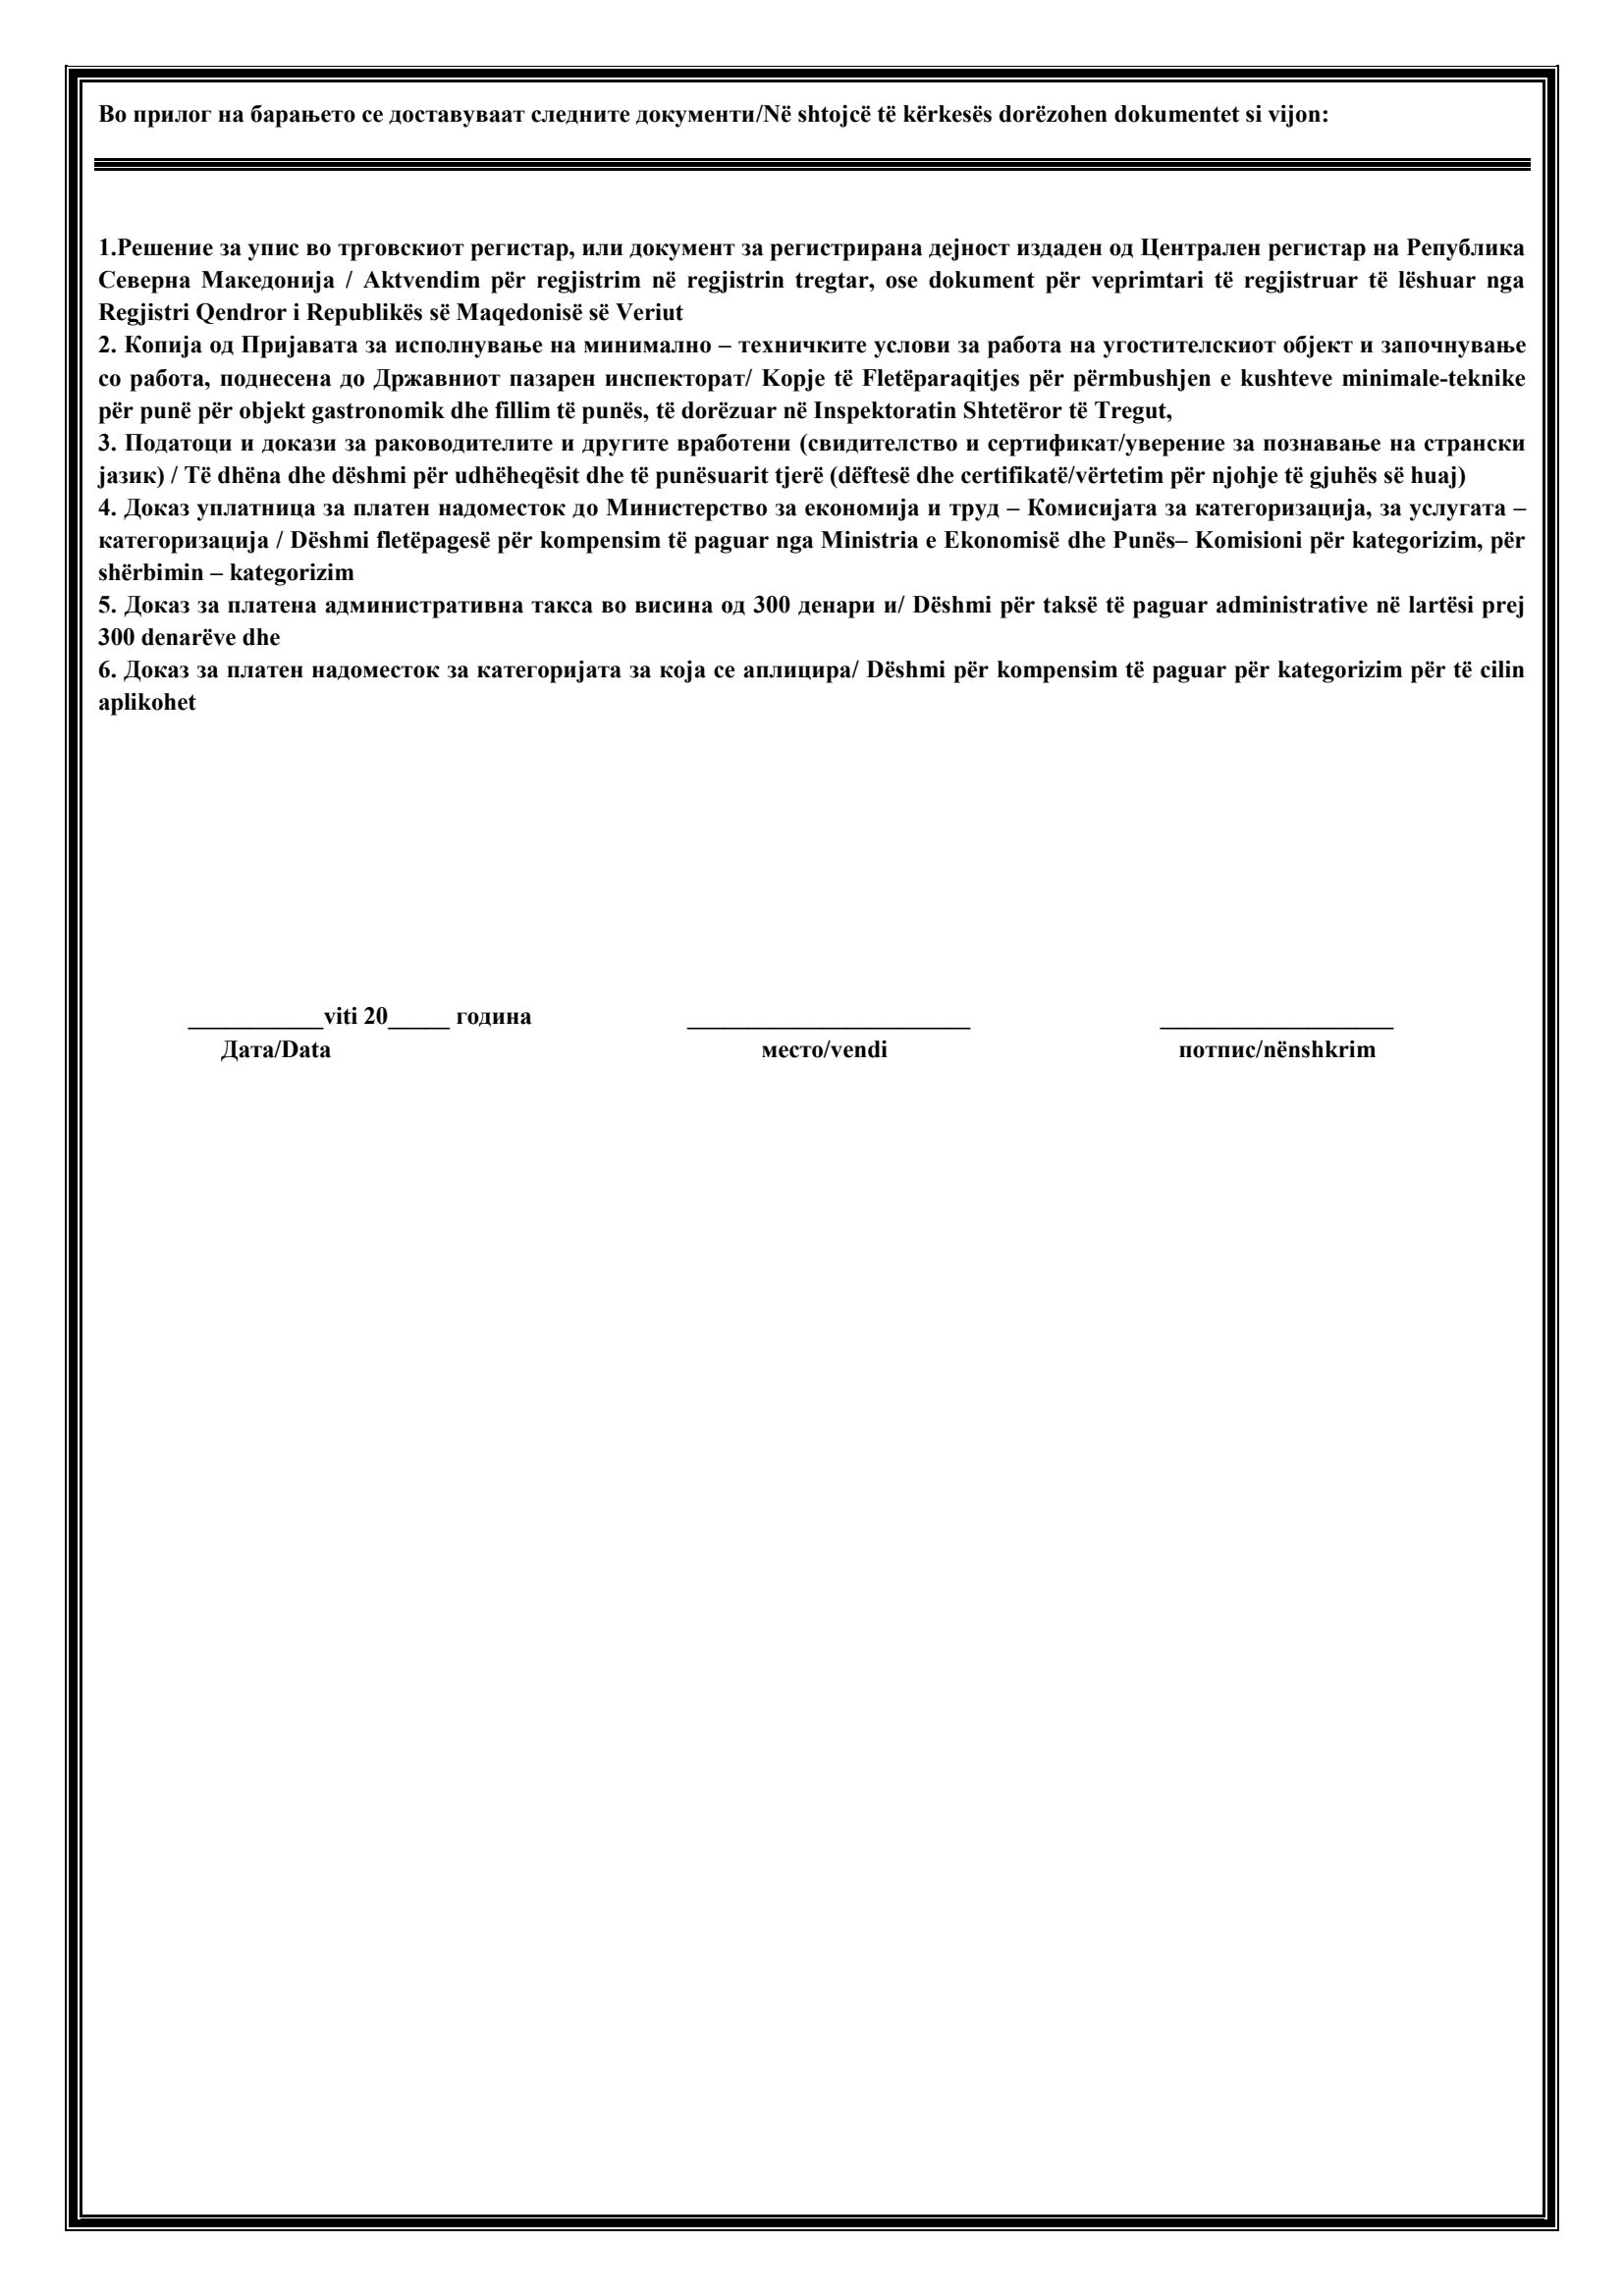 Во прилог на барањето се доставуваат следните документи/Në shtojcë të kërkesës dorëzohen dokumentet si vijon:
1.Решение за упис во трговскиот регистар, или документ за регистрирана дејност издаден од Централен регистар на Република
Северна Македонија / Aktvendim për regjistrim në regjistrin tregtar, ose dokument për veprimtari të regjistruar të lëshuar nga
Regjistri Qendror i Republikës së Maqedonisë së Veriut
2. Копија од Пријавата за исполнување на минимално – техничките услови за работа на угостителскиот објект и започнување
со работа, поднесена до Државниот пазарен инспекторат/ Kopje të Fletëparaqitjes për përmbushjen e kushteve minimale-teknike
për punë për objekt gastronomik dhe fillim të punës, të dorëzuar në Inspektoratin Shtetëror të Tregut,
3. Податоци и докази за раководителите и другите вработени (свидителство и сертификат/уверение за познавање на странски
јазик) / Të dhëna dhe dëshmi për udhëheqësit dhe të punësuarit tjerë (dëftesë dhe certifikatë/vërtetim për njohje të gjuhës së huaj)
4. Доказ уплатница за платен надоместок до Министерство за економија и труд – Комисијата за категоризација, за услугата –
категоризација / Dëshmi fletëpagesë për kompensim të paguar nga Ministria e Ekonomisë dhe Punës– Komisioni për kategorizim, për
shërbimin – kategorizim
5. Доказ за платена административна такса во висина од 300 денари и/ Dëshmi për taksë të paguar administrative në lartësi prej
300 denarëve dhe
6. Доказ за платен надоместок за категоријата за која се аплицира/ Dëshmi për kompensim të paguar për kategorizim për të cilin
aplikohet
___________viti 20_____ година _______________________ ___________________
Дата/Data место/vendi потпис/nënshkrim